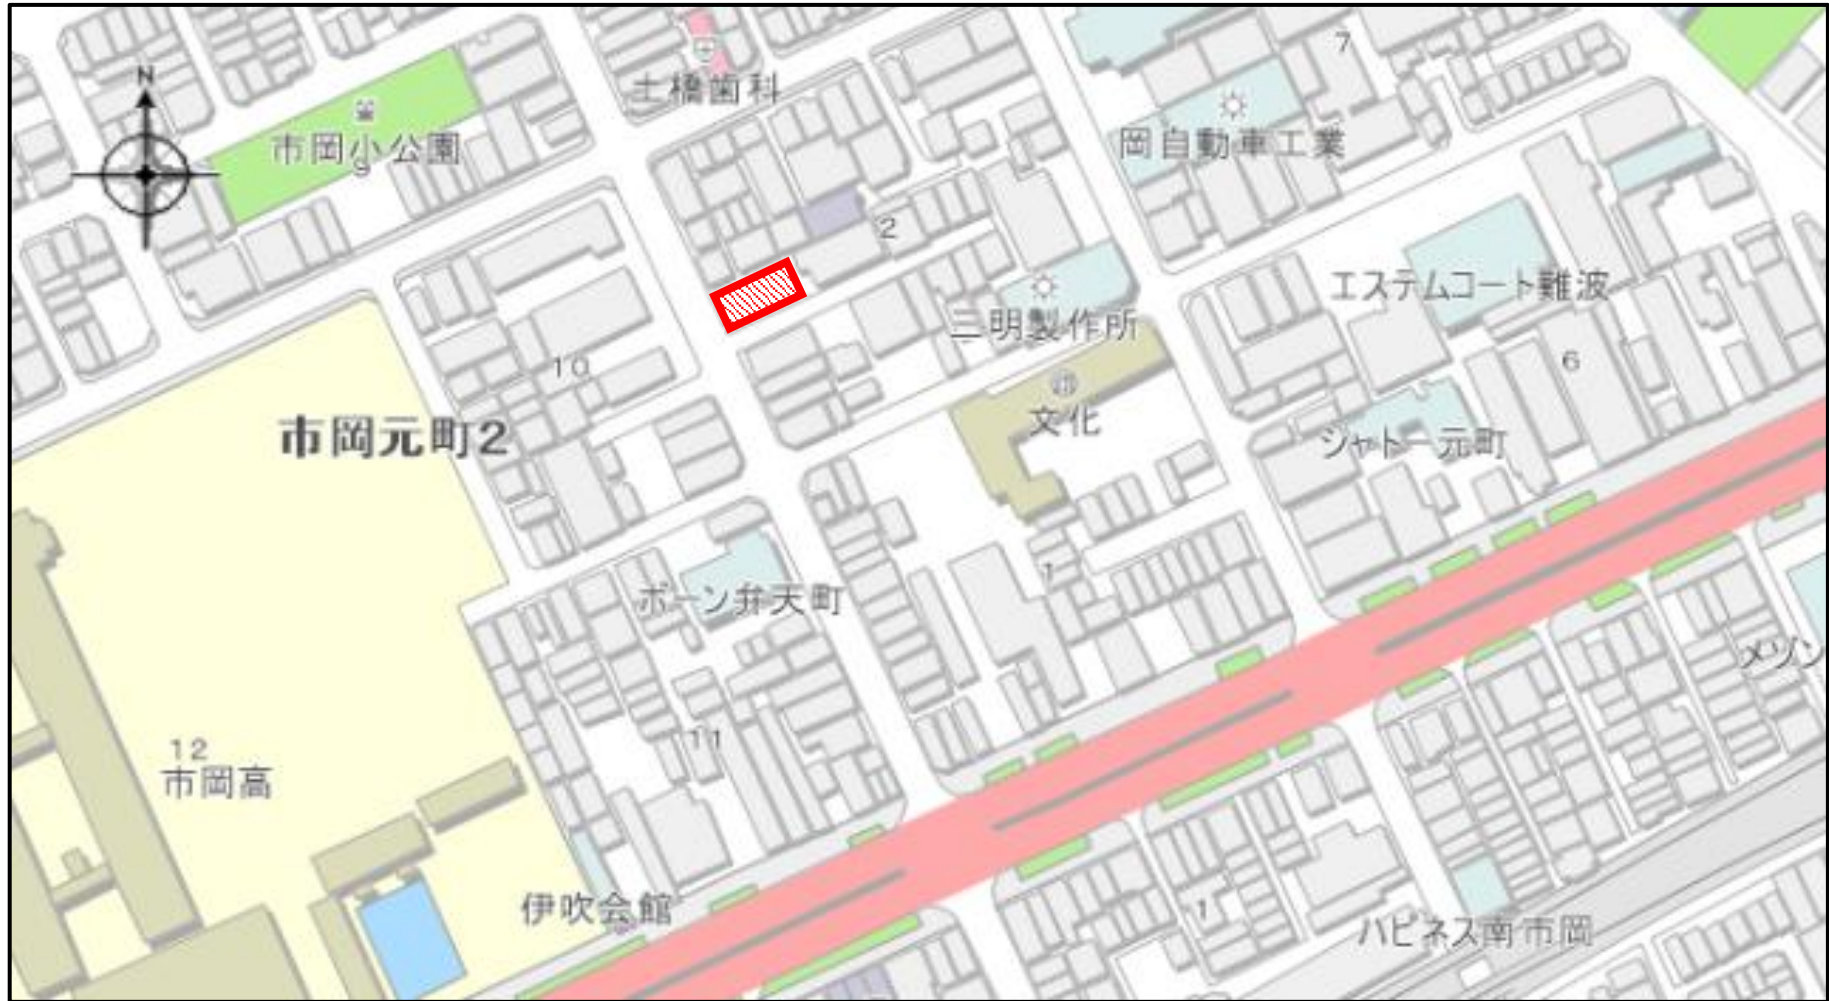 N
7
土橋歯科
岡自動車工業
市岡小公園
9
2
エステムコート難波
三明製作所
10
6
文化
市岡元町2
シャトー元町
1
ボーン弁天町
メゾン
11
12
市岡高
伊吹会館
1
ハピネス南市岡